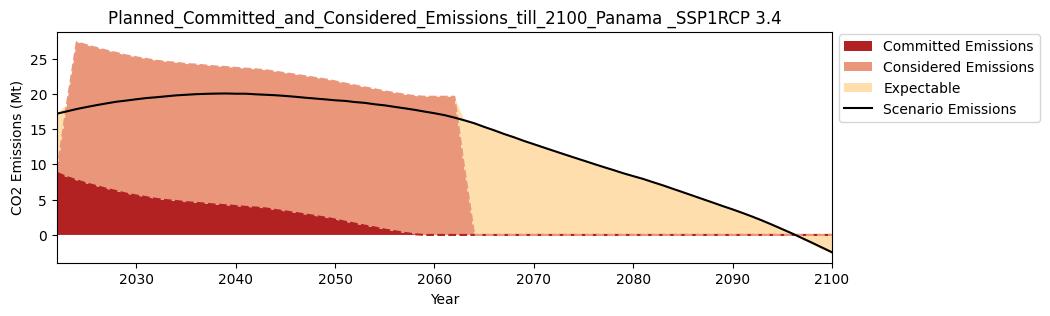 Planned_Committed_and_Considered_Emissions_till_2100_Panama _SSP1RCP 3.4
CO2 Emissions (Mt)
25
20
15
10
5
0
2030
2040
2050
2060
2070
2080
2090
2100
Year
Committed Emissions
Considered Emissions
Expectable
Scenario Emissions